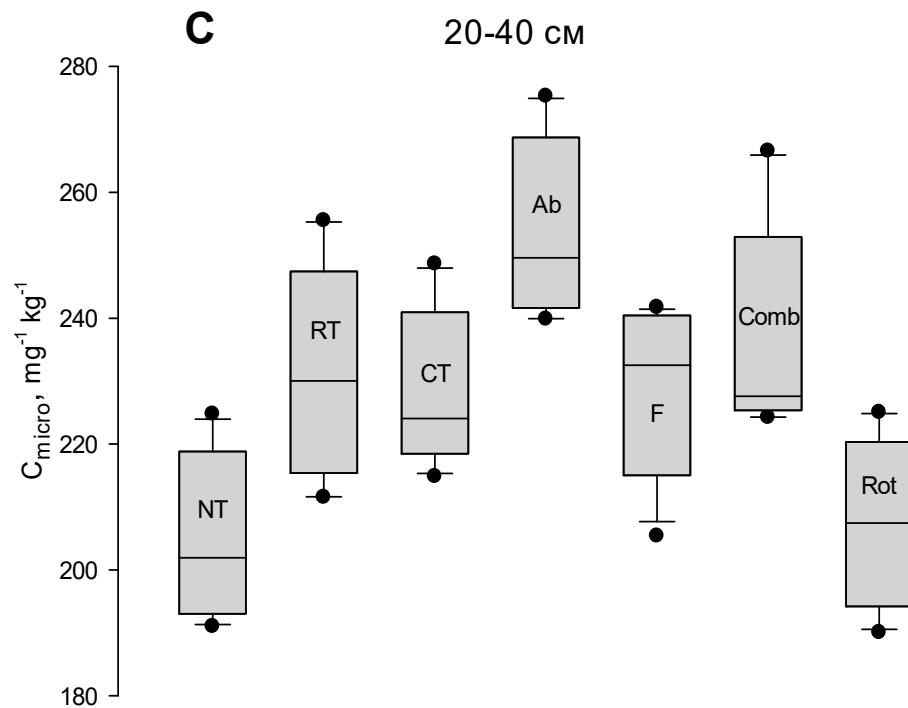 C 20-40 см
280
260
240
220
200
180
C_micro, mg⁻¹ kg⁻¹
NT
RT
CT
Ab
F
Comb
Rot